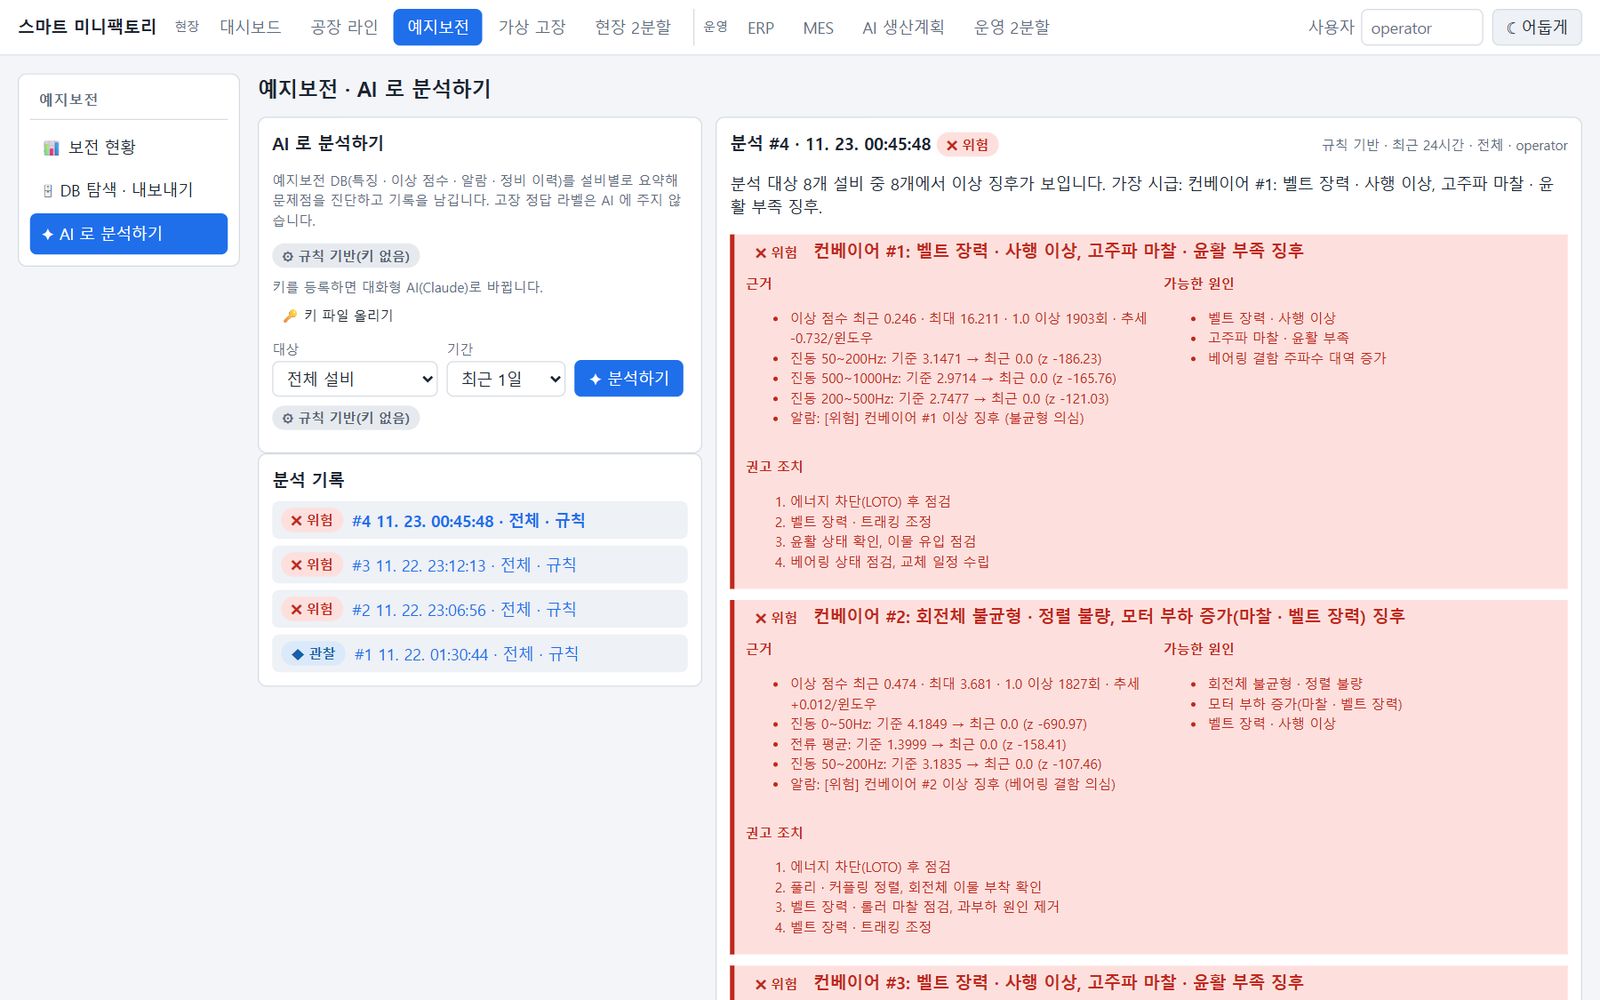 스마트 미니팩토리 현장 대시보드 공장 라인 예지보전 가상 고장 현장 2분할 운영 ERP MES AI 생산계획 운영 2분할 사용자 operator ☾ 어둡게
예지보전
📊 보전 현황
🗄 DB 탐색 · 내보내기
✦ AI 로 분석하기
예지보전 · AI 로 분석하기
AI 로 분석하기
예지보전 DB(특징 · 이상 점수 · 알람 · 정비 이력)를 설비별로 요약해
문제점을 진단하고 기록을 남깁니다. 고장 정답 라벨은 AI 에 주지 않
습니다.
⚙ 규칙 기반(키 없음)
키를 등록하면 대화형 AI(Claude)로 바뀝니다.
🔑 키 파일 올리기
대상 기간
전체 설비 최근 1일 ✦ 분석하기
⚙ 규칙 기반(키 없음)
분석 기록
✕ 위험 #4 11. 23. 00:45:48 · 전체 · 규칙
✕ 위험 #3 11. 22. 23:12:13 · 전체 · 규칙
✕ 위험 #2 11. 22. 23:06:56 · 전체 · 규칙
◆ 관찰 #1 11. 22. 01:30:44 · 전체 · 규칙
분석 #4 · 11. 23. 00:45:48 ✕ 위험 규칙 기반 · 최근 24시간 · 전체 · operator
분석 대상 8개 설비 중 8개에서 이상 징후가 보입니다. 가장 시급: 컨베이어 #1: 벨트 장력 · 사행 이상, 고주파 마찰 · 윤
활 부족 징후.
✕ 위험 컨베이어 #1: 벨트 장력 · 사행 이상, 고주파 마찰 · 윤활 부족 징후
근거
• 이상 점수 최근 0.246 · 최대 16.211 · 1.0 이상 1903회 · 추세
-0.732/윈도우
• 진동 50~200Hz: 기준 3.1471 → 최근 0.0 (z -186.23)
• 진동 500~1000Hz: 기준 2.9714 → 최근 0.0 (z -165.76)
• 진동 200~500Hz: 기준 2.7477 → 최근 0.0 (z -121.03)
• 알람: [위험] 컨베이어 #1 이상 징후 (불균형 의심)
가능한 원인
• 벨트 장력 · 사행 이상
• 고주파 마찰 · 윤활 부족
• 베어링 결함 주파수 대역 증가
권고 조치
1. 에너지 차단(LOTO) 후 점검
2. 벨트 장력 · 트래킹 조정
3. 윤활 상태 확인, 이물 유입 점검
4. 베어링 상태 점검, 교체 일정 수립
✕ 위험 컨베이어 #2: 회전체 불균형 · 정렬 불량, 모터 부하 증가(마찰 · 벨트 장력) 징후
근거
• 이상 점수 최근 0.474 · 최대 3.681 · 1.0 이상 1827회 · 추세
+0.012/윈도우
• 진동 0~50Hz: 기준 4.1849 → 최근 0.0 (z -690.97)
• 전류 평균: 기준 1.3999 → 최근 0.0 (z -158.41)
• 진동 50~200Hz: 기준 3.1835 → 최근 0.0 (z -107.46)
• 알람: [위험] 컨베이어 #2 이상 징후 (베어링 결함 의심)
가능한 원인
• 회전체 불균형 · 정렬 불량
• 모터 부하 증가(마찰 · 벨트 장력)
• 벨트 장력 · 사행 이상
권고 조치
1. 에너지 차단(LOTO) 후 점검
2. 풀리 · 커플링 정렬, 회전체 이물 부착 확인
3. 벨트 장력 · 롤러 마찰 점검, 과부하 원인 제거
4. 벨트 장력 · 트래킹 조정
✕ 위험 컨베이어 #3: 벨트 장력 · 사행 이상, 고주파 마찰 · 윤활 부족 징후